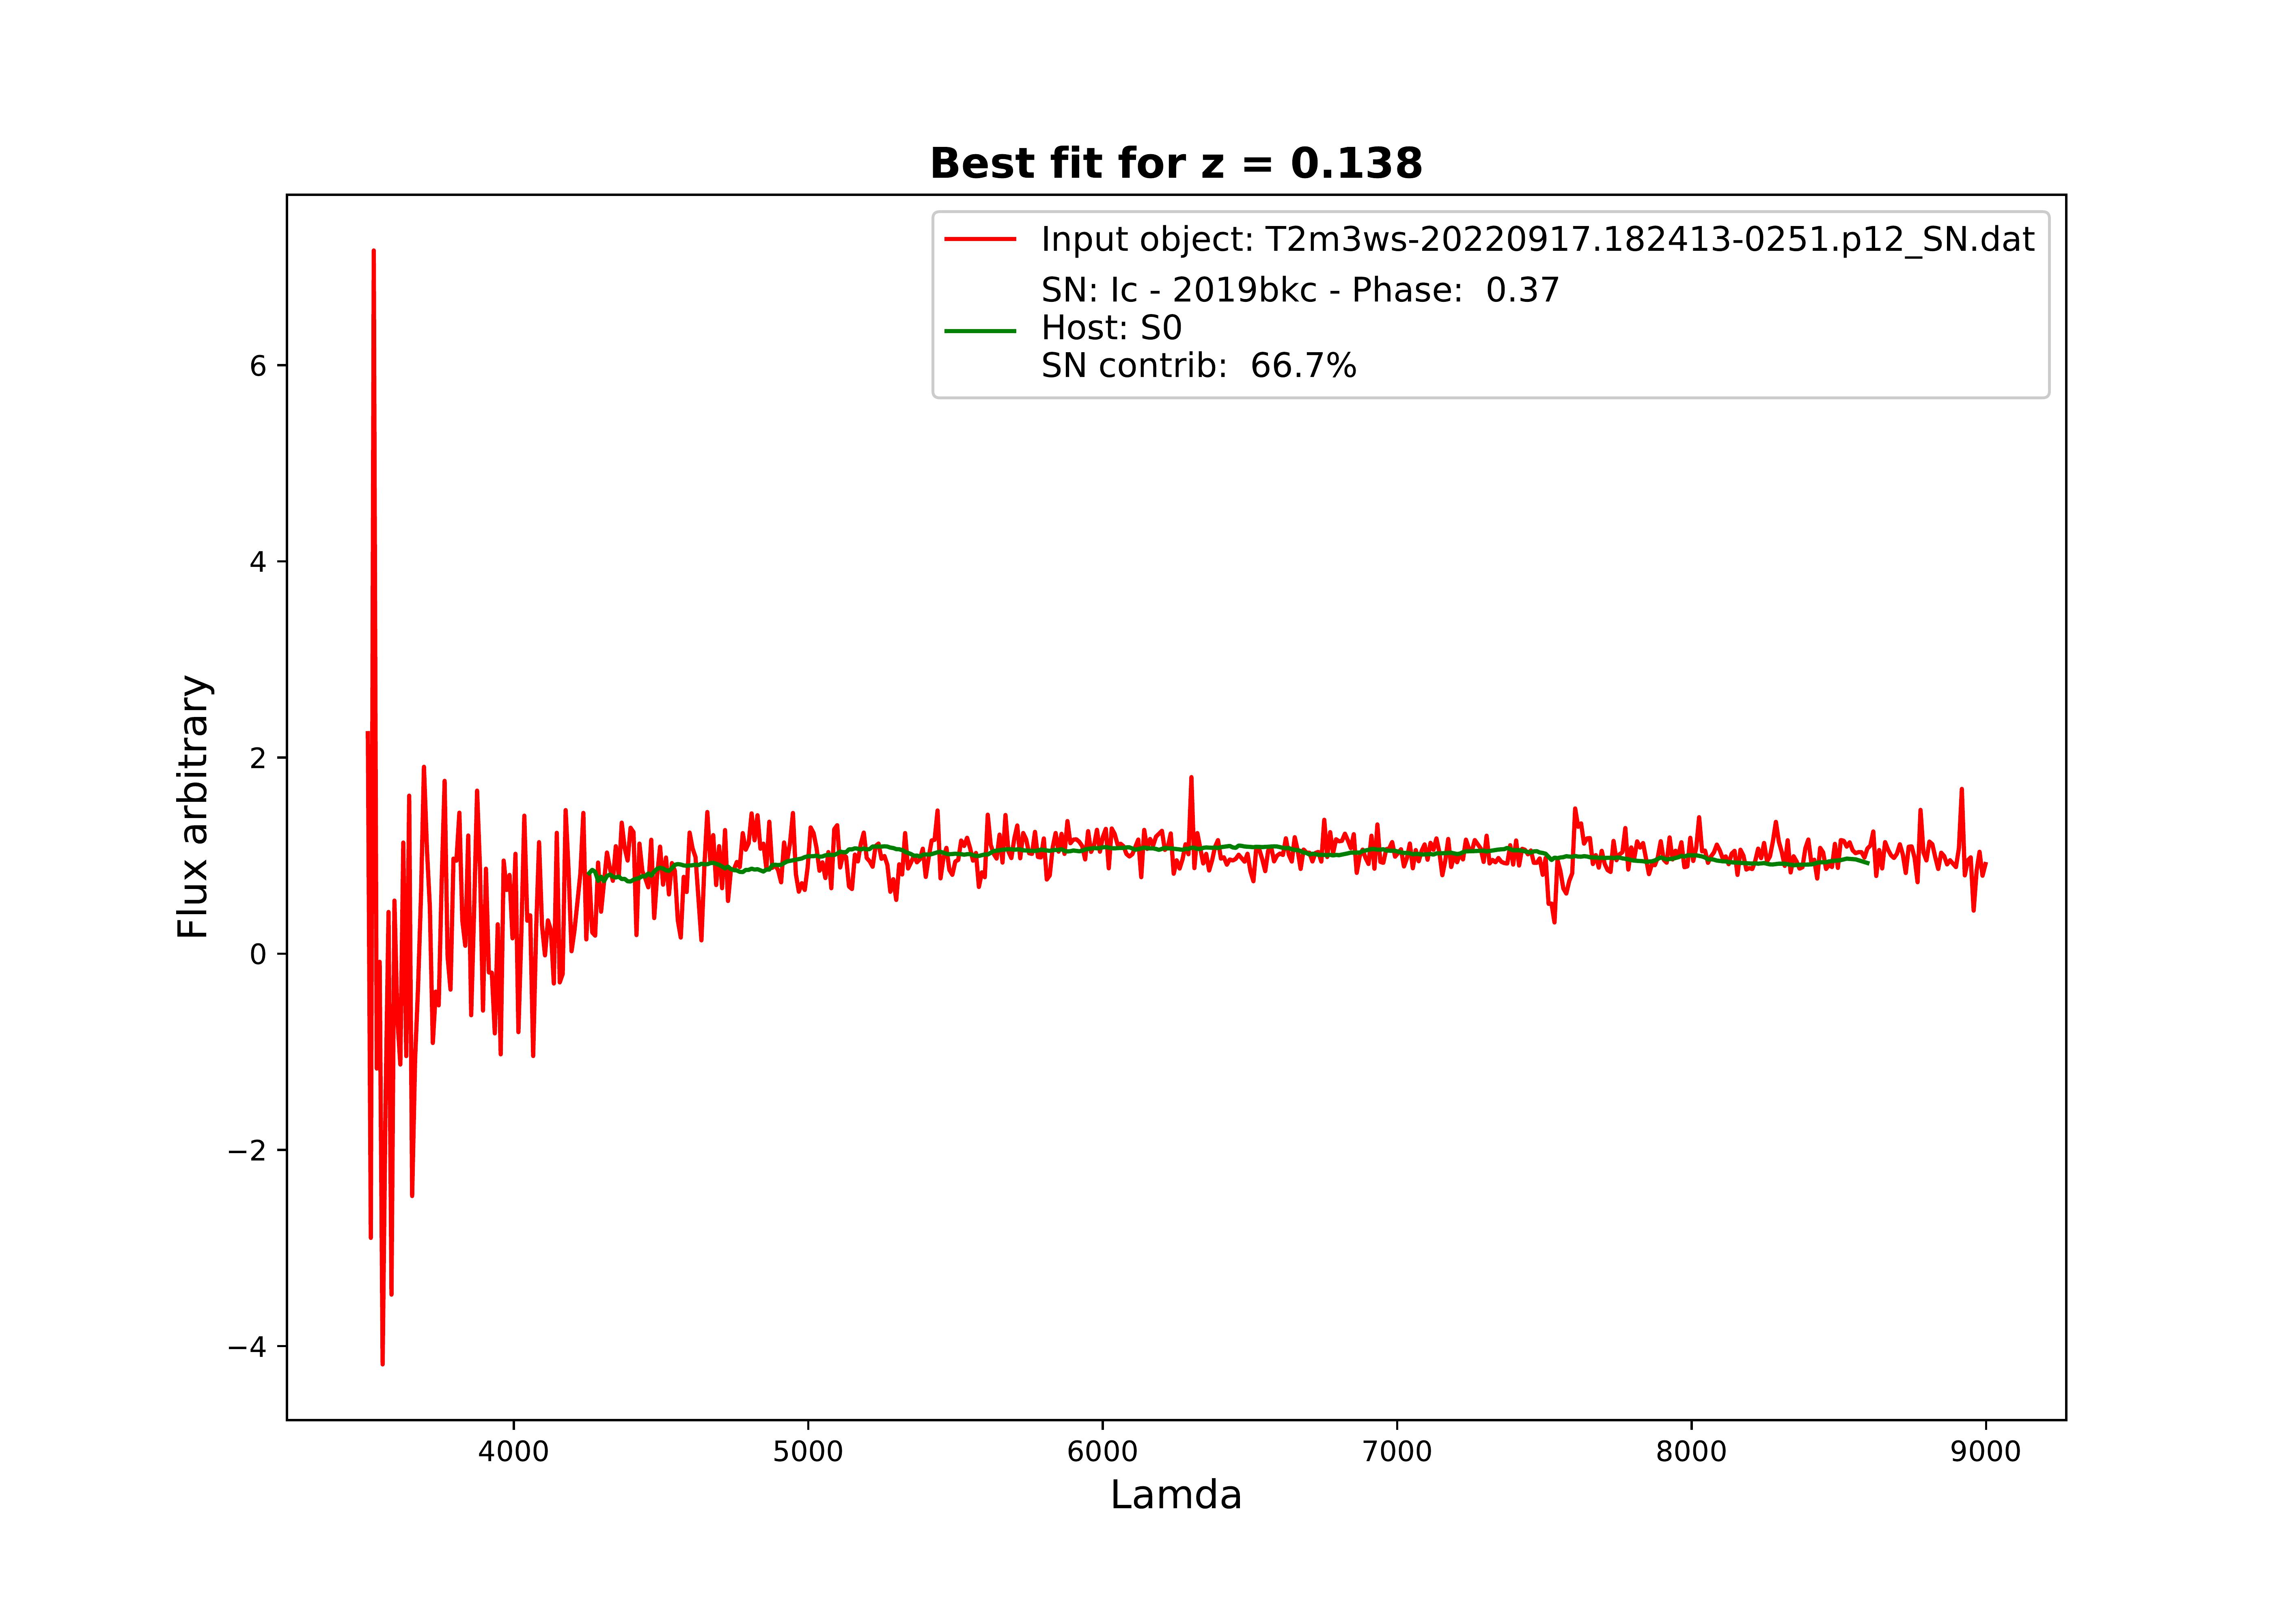 Best fit for z = 0.138
Input object: T2m3ws-20220917.182413-0251.p12_SN.dat
SN: Ic - 2019bkc - Phase:  0.37
Host: S0
SN contrib:  66.7%
Flux arbitrary
6
4
2
0
−2
−4
4000 5000 6000 7000 8000 9000
Lamda